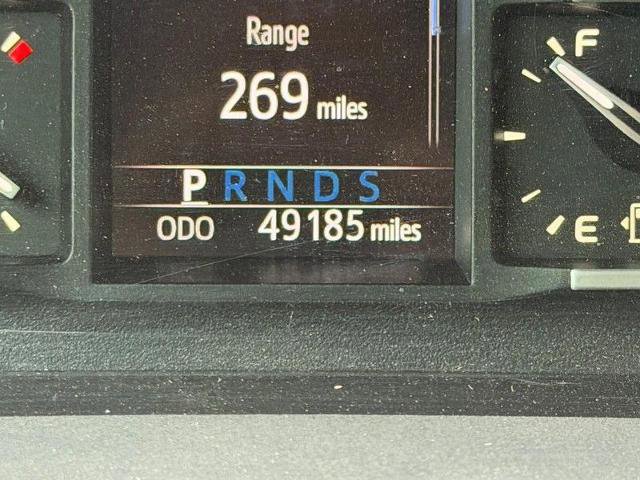 Range
269 miles
F
P R N D S
ODO 49185 miles
E